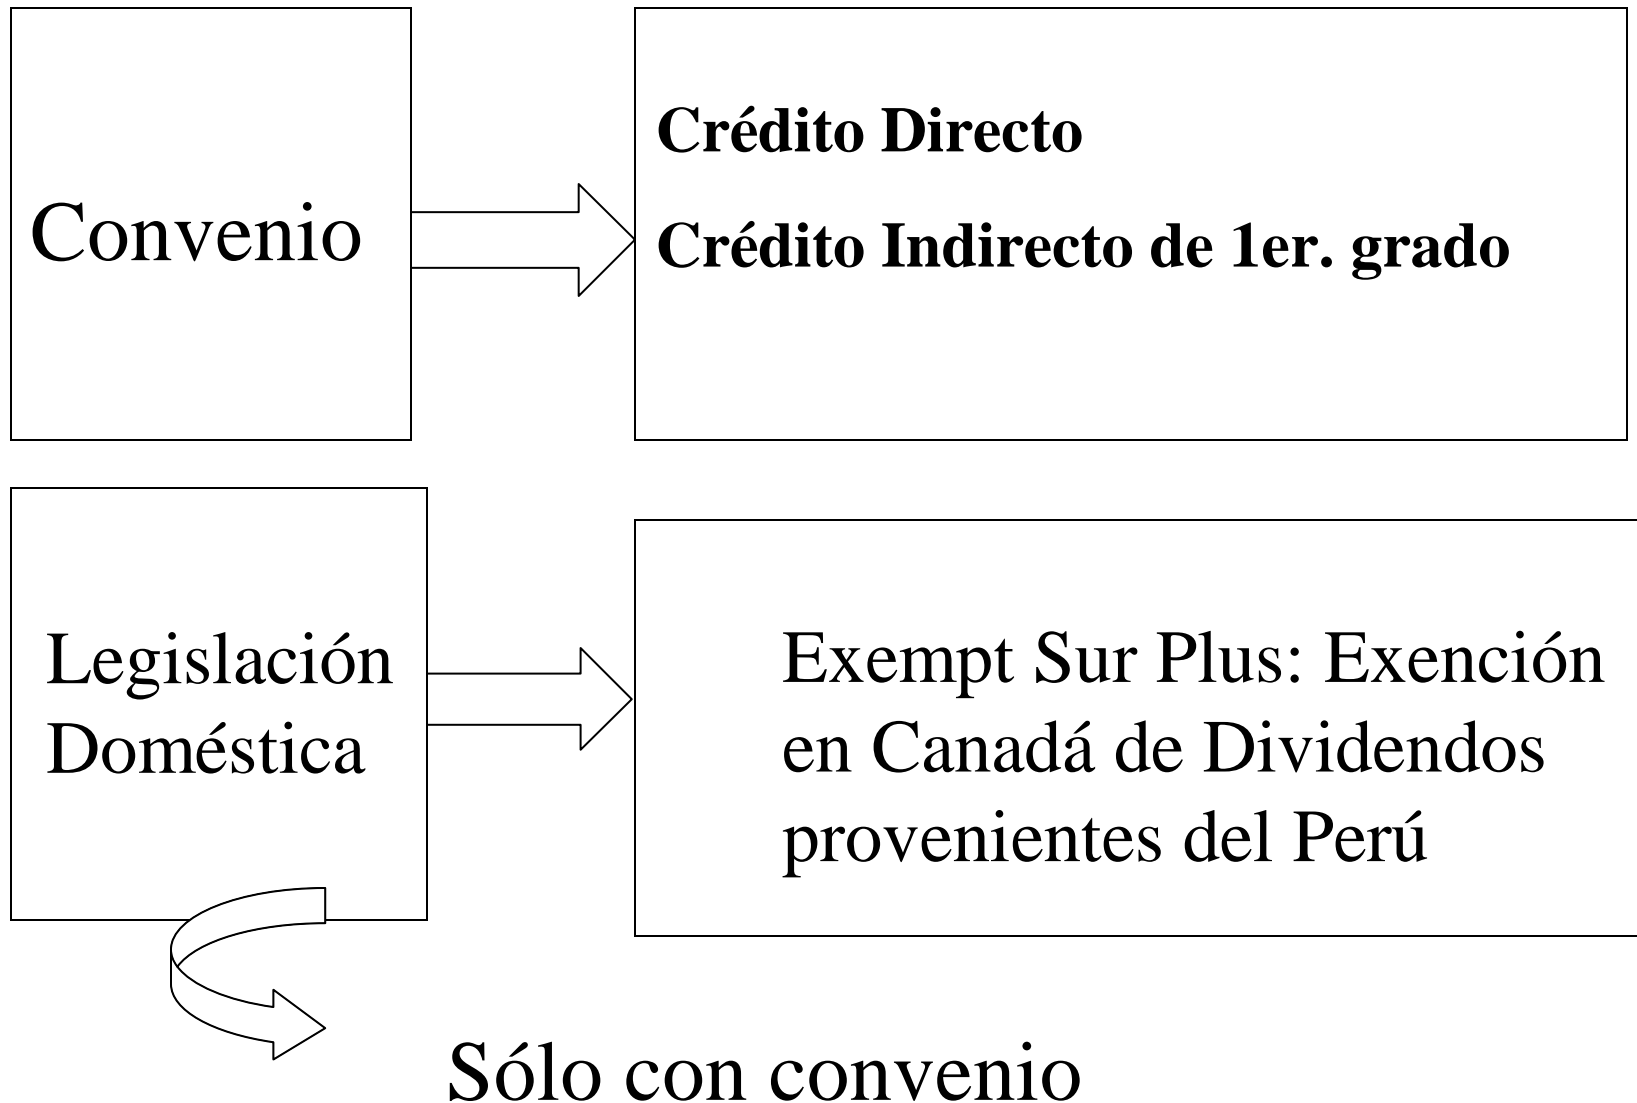 Convenio
Crédito Directo
Crédito Indirecto de 1er. grado
Legislación
Doméstica
Exempt Sur Plus: Exención
en Canadá de Dividendos
provenientes del Perú
Sólo con convenio